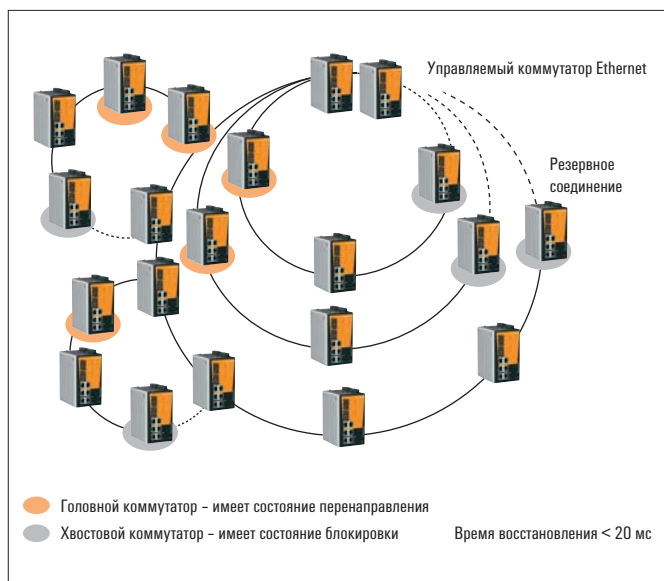 Управляемый коммутатор Ethernet
Резервное
соединение
Головной коммутатор – имеет состояние перенаправления
Хвостовой коммутатор – имеет состояние блокировки
Время восстановления < 20 мс